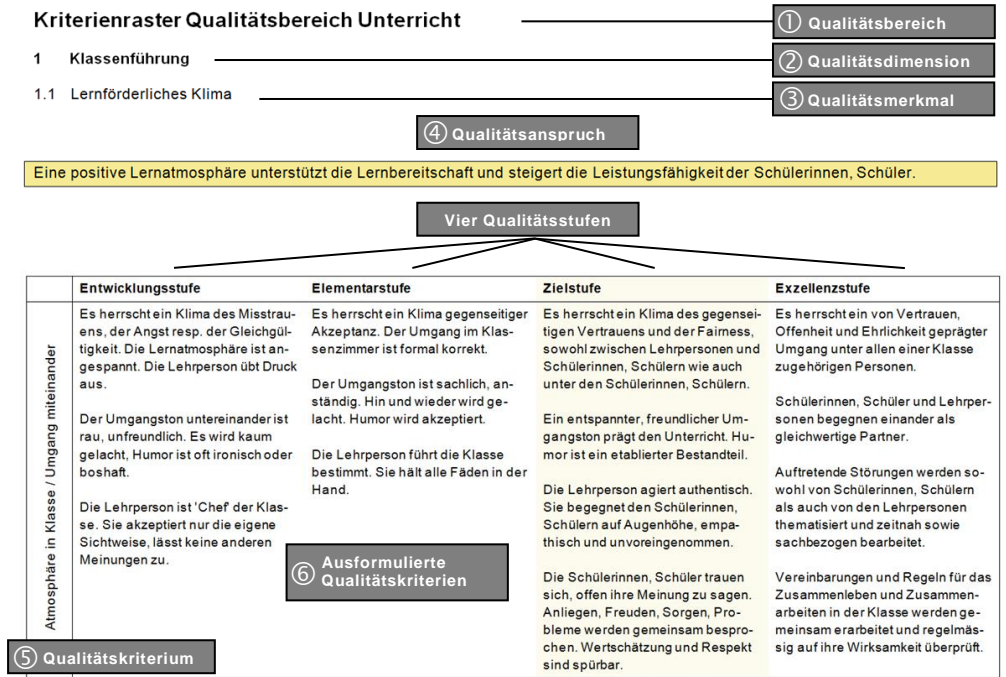 Kriterienraster Qualitätsbereich Unterricht
① Qualitätsbereich
1 Klassenführung
② Qualitätsdimension
1.1 Lernförderliches Klima
③ Qualitätsmerkmal
④ Qualitätsanspruch
Eine positive Lernatmosphäre unterstützt die Lernbereitschaft und steigert die Leistungsfähigkeit der Schülerinnen, Schüler.
Vier Qualitätsstufen
Entwicklungsstufe
Elementarstufe
Zielstufe
Exzellenzstufe
Atmosphäre in Klasse / Umgang miteinander
Es herrscht ein Klima des Misstrau-
ens, der Angst resp. der Gleichgül-
tigkeit. Die Lernatmosphäre ist an-
gespannt. Die Lehrperson übt Druck
aus.
Der Umgangston untereinander ist
rau, unfreundlich. Es wird kaum
gelacht, Humor ist oft ironisch oder
boshaft.
Die Lehrperson ist 'Chef' der Klas-
se. Sie akzeptiert nur die eigene
Sichtweise, lässt keine anderen
Meinungen zu.
Es herrscht ein Klima gegenseitiger
Akzeptanz. Der Umgang im Klas-
senzimmer ist formal korrekt.
Der Umgangston ist sachlich, an-
ständig. Hin und wieder wird ge-
lacht. Humor wird akzeptiert.
Die Lehrperson führt die Klasse
bestimmt. Sie hält alle Fäden in der
Hand.
Es herrscht ein Klima des gegensei-
tigen Vertrauens und der Fairness,
sowohl zwischen Lehrpersonen und
Schülerinnen, Schülern wie auch
unter den Schülerinnen, Schülern.
Ein entspannter, freundlicher Um-
gangston prägt den Unterricht. Hu-
mor ist ein etablierter Bestandteil.
Die Lehrperson agiert authentisch.
Sie begegnet den Schülerinnen,
Schülern auf Augenhöhe, empa-
thisch und unvoreingenommen.
Die Schülerinnen, Schüler trauen
sich, offen ihre Meinung zu sagen.
Anliegen, Freuden, Sorgen, Pro-
bleme werden gemeinsam bespro-
chen. Wertschätzung und Respekt
sind spürbar.
Es herrscht ein von Vertrauen,
Offenheit und Ehrlichkeit geprägter
Umgang unter allen einer Klasse
zugehörigen Personen.
Schülerinnen, Schüler und Lehrper-
sonen begegnen einander als
gleichwertige Partner.
Auftretende Störungen werden so-
wohl von Schülerinnen, Schülern
als auch von den Lehrpersonen
thematisiert und zeitnah sowie
sachbezogen bearbeitet.
Vereinbarungen und Regeln für das
Zusammenleben und Zusammen-
arbeiten in der Klasse werden ge-
meinsam erarbeitet und regelmäs-
sig auf ihre Wirksamkeit überprüft.
⑥ Ausformulierte
Qualitätskriterien
⑤ Qualitätskriterium